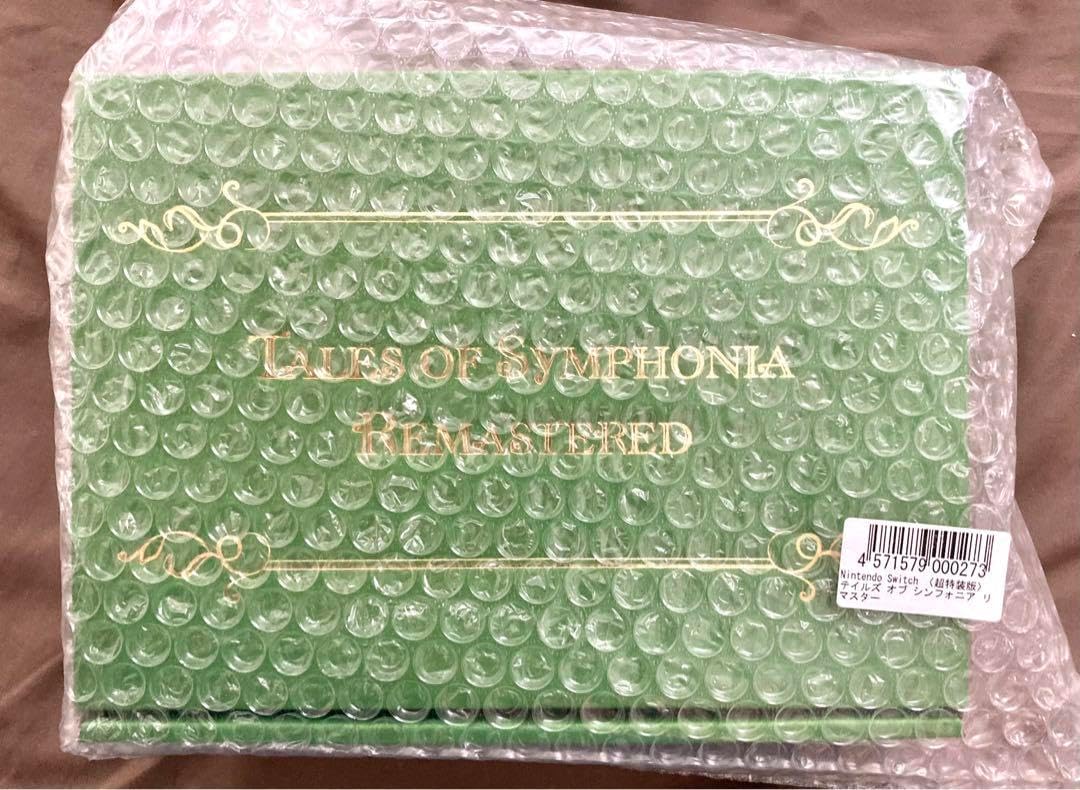 TALES OF SYMPHONIA
REMASTERED
4 571579 000273
Nintendo Switch (超特装版)
テイルズ オブ シンフォニア リ
マスター